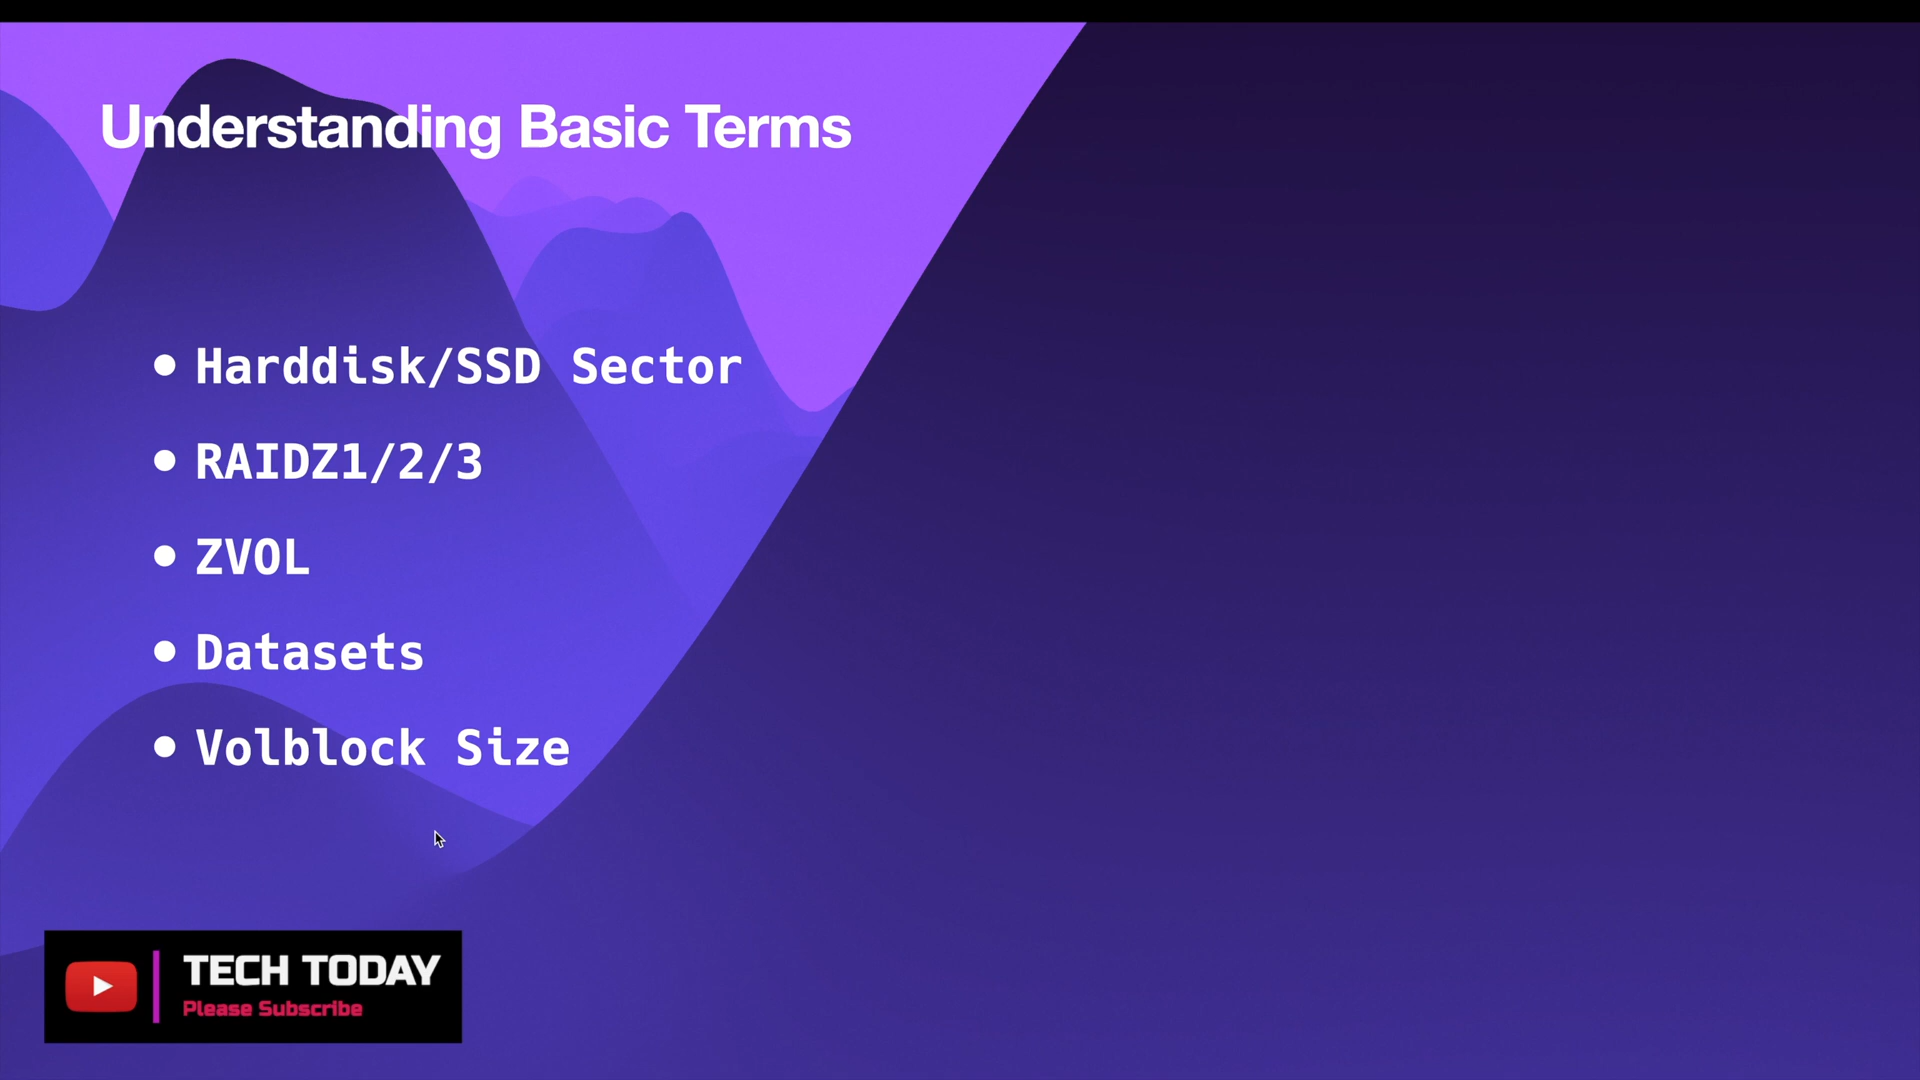 Understanding Basic Terms
• Harddisk/SSD Sector
• RAIDZ1/2/3
• ZVOL
• Datasets
• Volblock Size
TECH TODAY
Please Subscribe